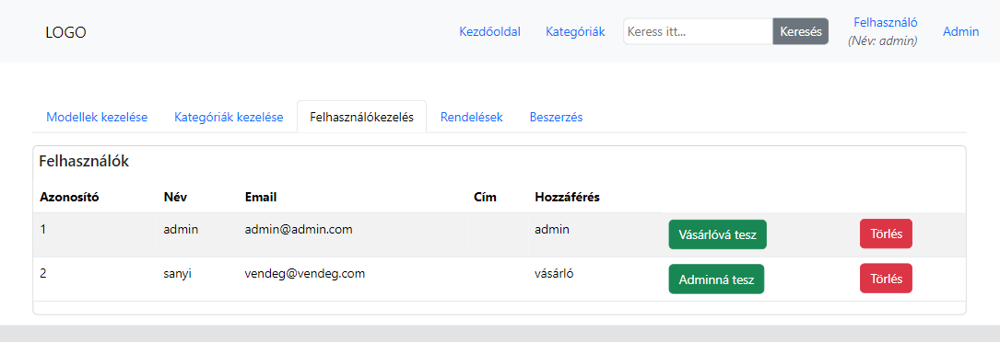 LOGO Kezdőoldal Kategóriák Keress itt... Keresés Felhasználó Admin
(Név: admin)
Modellek kezelése Kategóriák kezelése Felhasználókezelés Rendelések Beszerzés
Felhasználók
Azonosító Név Email Cím Hozzáférés
1 admin admin@admin.com admin Vásárlóvá tesz Törlés
2 sanyi vendeg@vendeg.com vásárló Adminná tesz Törlés